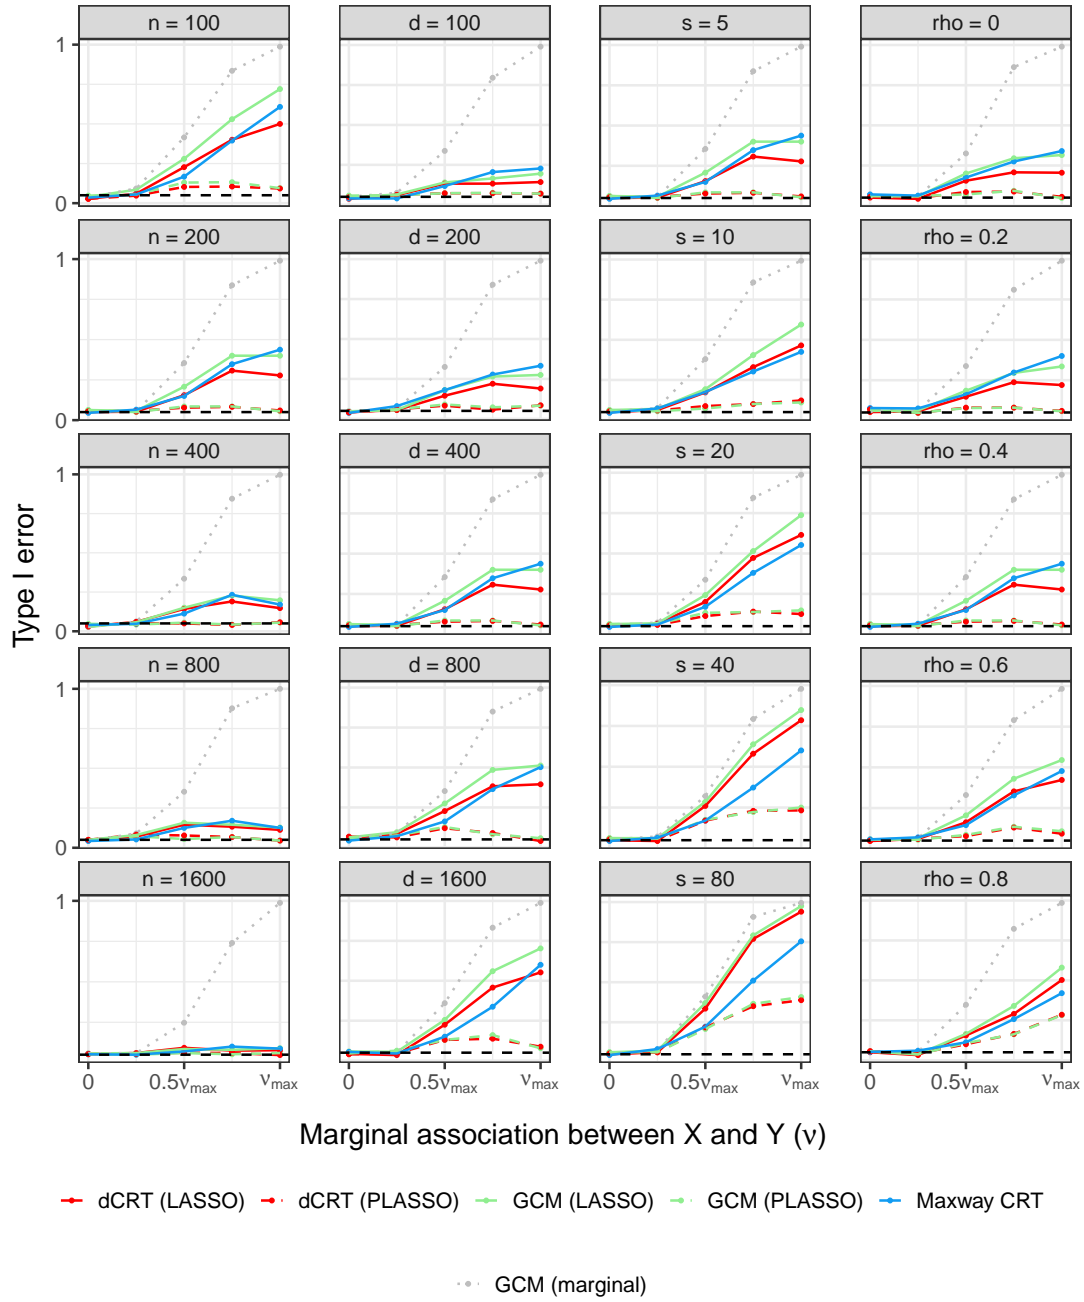 n = 100
d = 100
s = 5
rho = 0
1
0
n = 200
d = 200
s = 10
rho = 0.2
1
0
n = 400
d = 400
s = 20
rho = 0.4
1
0
n = 800
d = 800
s = 40
rho = 0.6
1
0
n = 1600
d = 1600
s = 80
rho = 0.8
1
Type I error
0 0.5νmax νmax 0 0.5νmax νmax 0 0.5νmax νmax 0 0.5νmax νmax
Marginal association between X and Y (ν)
dCRT (LASSO) dCRT (PLASSO) GCM (LASSO) GCM (PLASSO) Maxway CRT
GCM (marginal)